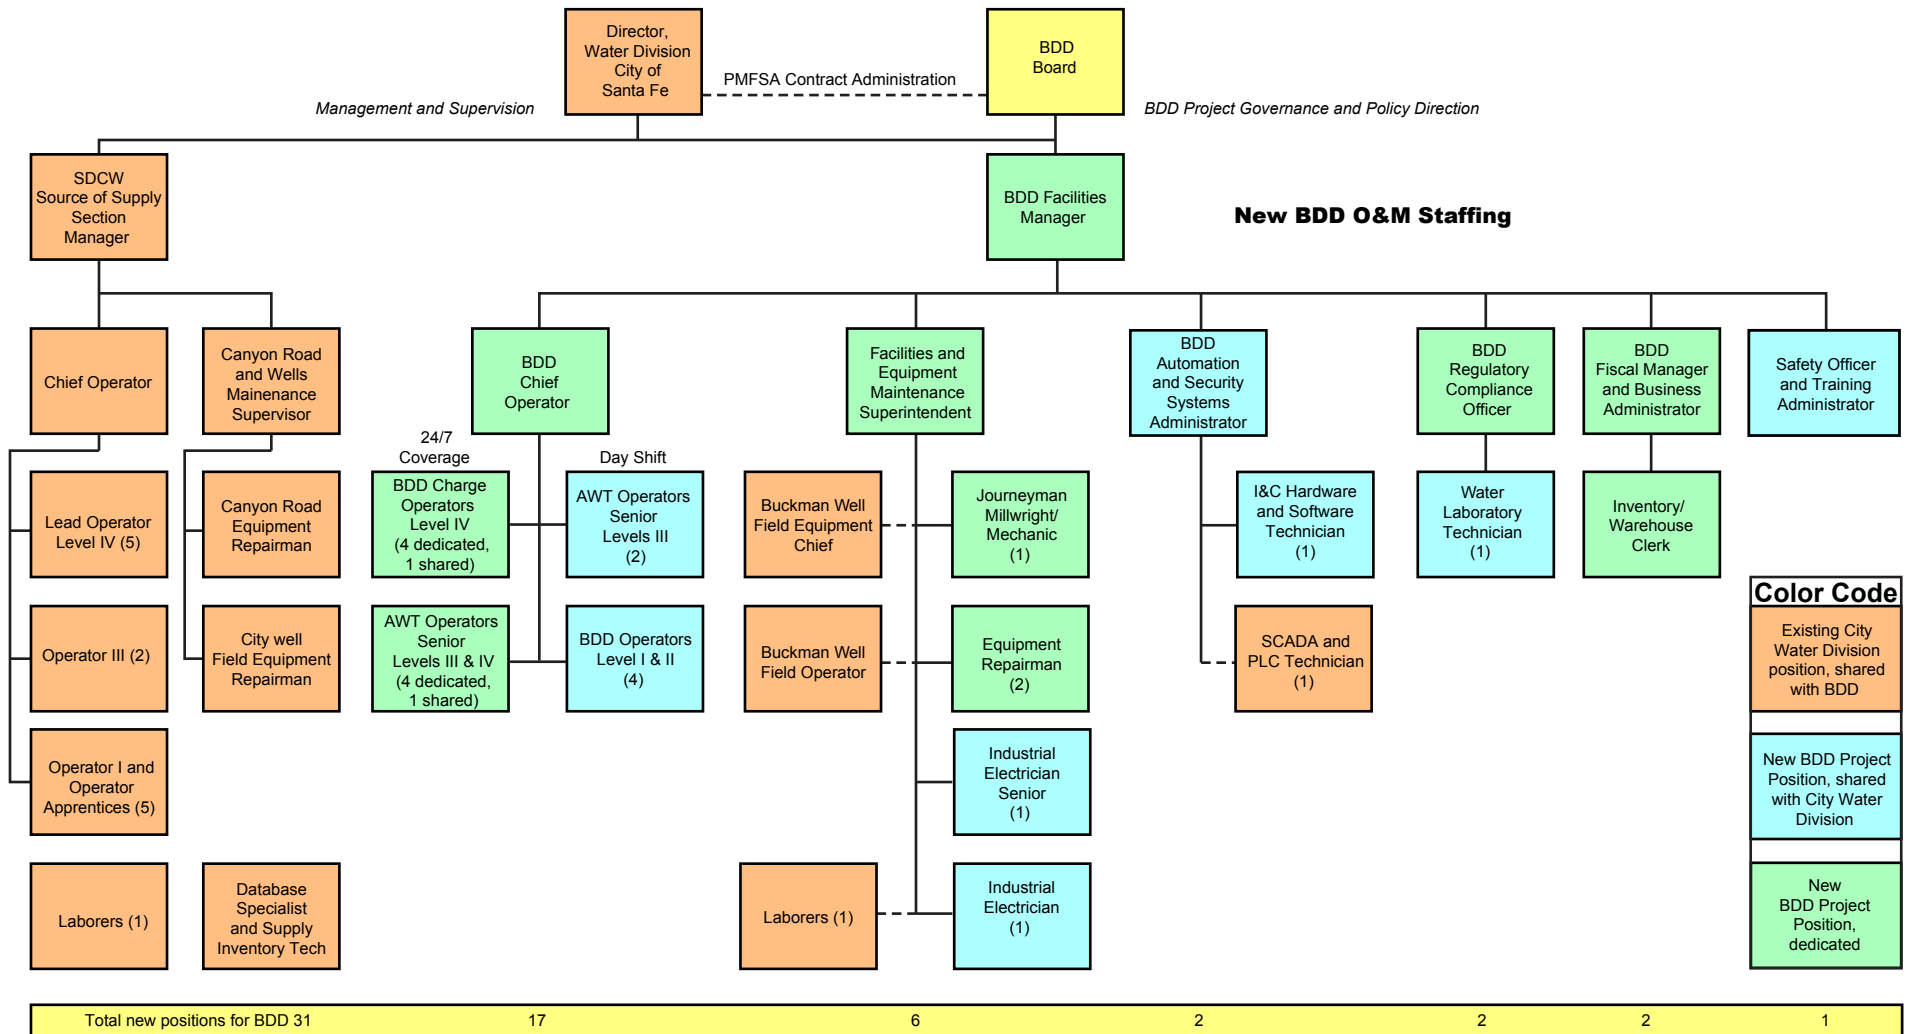 Director,
Water Division
City of
Santa Fe
PMFSA Contract Administration
BDD
Board
Management and Supervision
BDD Project Governance and Policy Direction
SDCW
Source of Supply
Section
Manager
BDD Facilities
Manager
New BDD O&M Staffing
Chief Operator
Canyon Road
and Wells
Mainenance
Supervisor
BDD
Chief
Operator
Facilities and
Equipment
Maintenance
Superintendent
BDD
Automation
and Security
Systems
Administrator
BDD
Regulatory
Compliance
Officer
BDD
Fiscal Manager
and Business
Administrator
Safety Officer
and Training
Administrator
24/7
Coverage
Day Shift
Lead Operator
Level IV (5)
Canyon Road
Equipment
Repairman
BDD Charge
Operators
Level IV
(4 dedicated,
1 shared)
AWT Operators
Senior
Levels III
(2)
Buckman Well
Field Equipment
Chief
Journeyman
Millwright/
Mechanic
(1)
I&C Hardware
and Software
Technician
(1)
Water
Laboratory
Technician
(1)
Inventory/
Warehouse
Clerk
Operator III (2)
City well
Field Equipment
Repairman
AWT Operators
Senior
Levels III & IV
(4 dedicated,
1 shared)
BDD Operators
Level I & II
(4)
Buckman Well
Field Operator
Equipment
Repairman
(2)
SCADA and
PLC Technician
(1)
Color Code
Existing City
Water Division
position, shared
with BDD
Operator I and
Operator
Apprentices (5)
Industrial
Electrician
Senior
(1)
New BDD Project
Position, shared
with City Water
Division
Laborers (1)
Database
Specialist
and Supply
Inventory Tech
Laborers (1)
Industrial
Electrician
(1)
New
BDD Project
Position,
dedicated
Total new positions for BDD 31 17 6 2 2 2 1